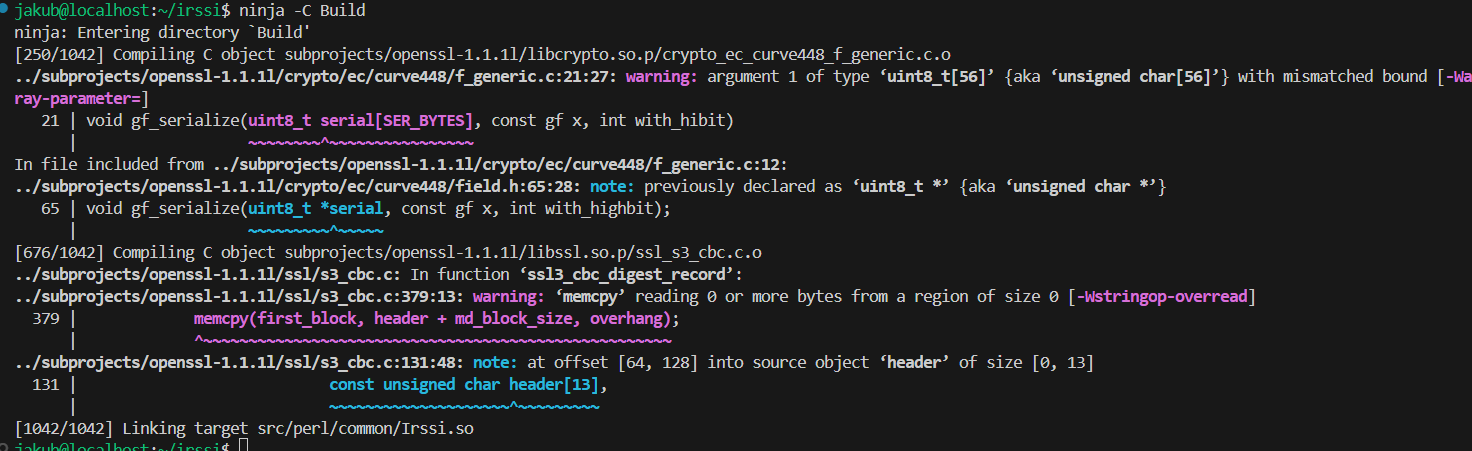 jakub@localhost:~/irssi$ ninja -C Build
ninja: Entering directory `Build'
[250/1042] Compiling C object subprojects/openssl-1.1.1l/libcrypto.so.p/crypto_ec_curve448_f_generic.c.o
../subprojects/openssl-1.1.1l/crypto/ec/curve448/f_generic.c:21:27: warning: argument 1 of type ‘uint8_t[56]’ {aka ‘unsigned char[56]’} with mismatched bound [-Wa
ray-parameter=]
   21 | void gf_serialize(uint8_t serial[SER_BYTES], const gf x, int with_hibit)
      |                   ~~~~~~~~^~~~~~~~~~~~~~~~~
In file included from ../subprojects/openssl-1.1.1l/crypto/ec/curve448/f_generic.c:12:
../subprojects/openssl-1.1.1l/crypto/ec/curve448/field.h:65:28: note: previously declared as ‘uint8_t *’ {aka ‘unsigned char *’}
   65 | void gf_serialize(uint8_t *serial, const gf x, int with_highbit);
      |                   ~~~~~~~~~^~~~~~
[676/1042] Compiling C object subprojects/openssl-1.1.1l/libssl.so.p/ssl_s3_cbc.c.o
../subprojects/openssl-1.1.1l/ssl/s3_cbc.c: In function ‘ssl3_cbc_digest_record’:
../subprojects/openssl-1.1.1l/ssl/s3_cbc.c:379:13: warning: ‘memcpy’ reading 0 or more bytes from a region of size 0 [-Wstringop-overread]
  379 |             memcpy(first_block, header + md_block_size, overhang);
      |             ^~~~~~~~~~~~~~~~~~~~~~~~~~~~~~~~~~~~~~~~~~~~~~~~~~~~~
../subprojects/openssl-1.1.1l/ssl/s3_cbc.c:131:48: note: at offset [64, 128] into source object ‘header’ of size [0, 13]
  131 |                            const unsigned char header[13],
      |                            ~~~~~~~~~~~~~~~~~~~~^~~~~~~~~~
[1042/1042] Linking target src/perl/common/Irssi.so
jakub@localhost:~/irssi$